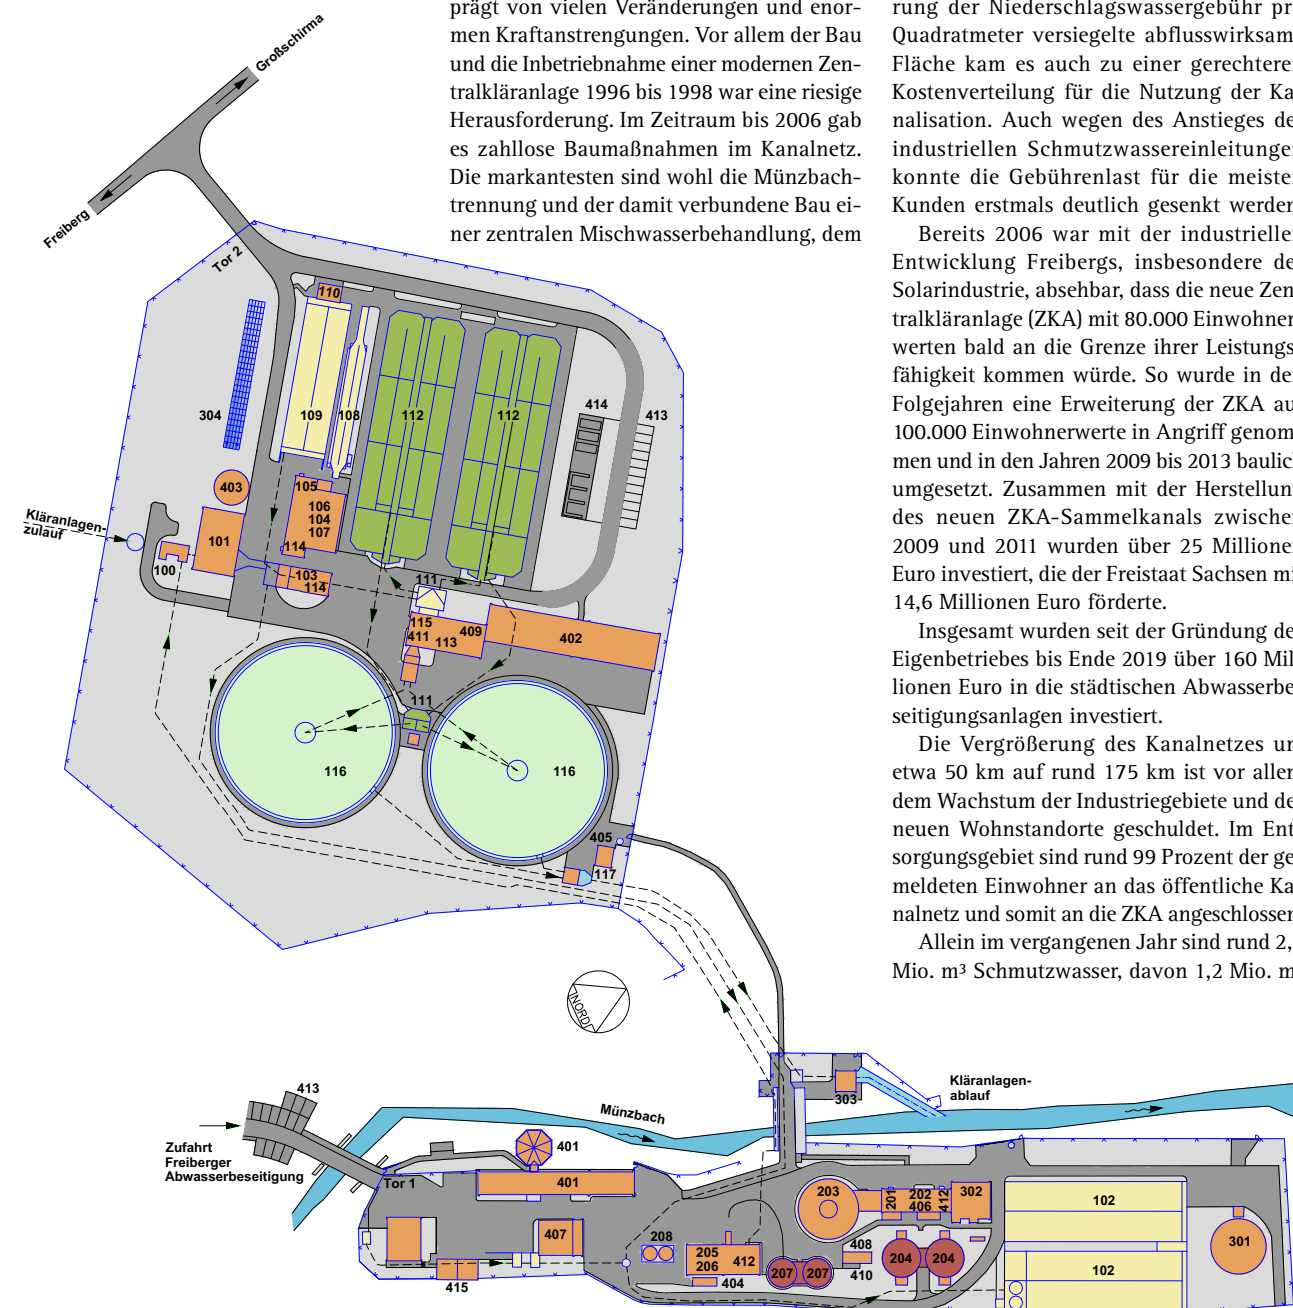 prägt von vielen Veränderungen und enor-
men Kraftanstrengungen. Vor allem der Bau
und die Inbetriebnahme einer modernen Zen-
tralkläranlage 1996 bis 1998 war eine riesige
Herausforderung. Im Zeitraum bis 2006 gab
es zahllose Baumaßnahmen im Kanalnetz.
Die markantesten sind wohl die Münzbach-
trennung und der damit verbundene Bau ei-
ner zentralen Mischwasserbehandlung, dem
rung der Niederschlagswassergebühr pr
Quadratmeter versiegelte abflusswirksam
Fläche kam es auch zu einer gerechterer
Kostenverteilung für die Nutzung der Ka
nalisation. Auch wegen des Anstieges de
industriellen Schmutzwassereinleitunger
konnte die Gebührenlast für die meister
Kunden erstmals deutlich gesenkt werden
Bereits 2006 war mit der industrieller
Entwicklung Freibergs, insbesondere de
Solarindustrie, absehbar, dass die neue Zen
tralkläranlage (ZKA) mit 80.000 Einwohner
werten bald an die Grenze ihrer Leistungs
fähigkeit kommen würde. So wurde in de
Folgejahren eine Erweiterung der ZKA au
100.000 Einwohnerwerte in Angriff genom
men und in den Jahren 2009 bis 2013 baulich
umgesetzt. Zusammen mit der Herstellun
des neuen ZKA-Sammelkanals zwischer
2009 und 2011 wurden über 25 Millioner
Euro investiert, die der Freistaat Sachsen mi
14,6 Millionen Euro förderte.
Insgesamt wurden seit der Gründung de
Eigenbetriebes bis Ende 2019 über 160 Mil
lionen Euro in die städtischen Abwasserbe
seitigungsanlagen investiert.
Die Vergrößerung des Kanalnetzes un
etwa 50 km auf rund 175 km ist vor aller
dem Wachstum der Industriegebiete und de
neuen Wohnstandorte geschuldet. Im Ent
sorgungsgebiet sind rund 99 Prozent der ge
meldeten Einwohner an das öffentliche Ka
nalnetz und somit an die ZKA angeschlosser
Allein im vergangenen Jahr sind rund 2,
Mio. m³ Schmutzwasser, davon 1,2 Mio. m
Großschirma
Freiberg
Tor 2
110
304
109
108
112
112
414
413
403
105
106
104
107
Kläranlagen-
zulauf
101
114
100
103
114
111
115
411
113
409
402
111
116
116
405
117
NORD
413
Zufahrt
Freiberger
Abwasserbeseitigung
Münzbach
Kläranlagen-
ablauf
303
401
401
Tor 1
203
201
202
406
412
302
102
407
208
205
206
412
404
408
410
207
207
204
204
301
102
415